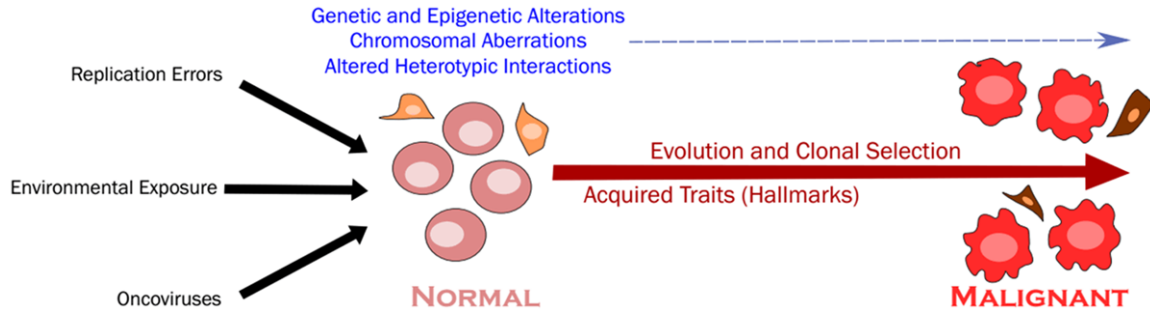 Genetic and Epigenetic Alterations
Chromosomal Aberrations
Altered Heterotypic Interactions
Replication Errors
Environmental Exposure
Oncoviruses
Evolution and Clonal Selection
Acquired Traits (Hallmarks)
NORMAL
MALIGNANT